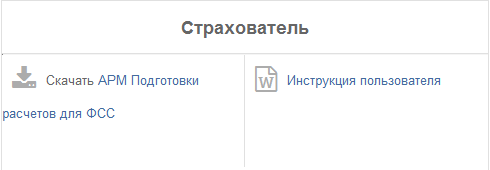 Страхователь
Скачать АРМ Подготовки
расчетов для ФСС
W Инструкция пользователя